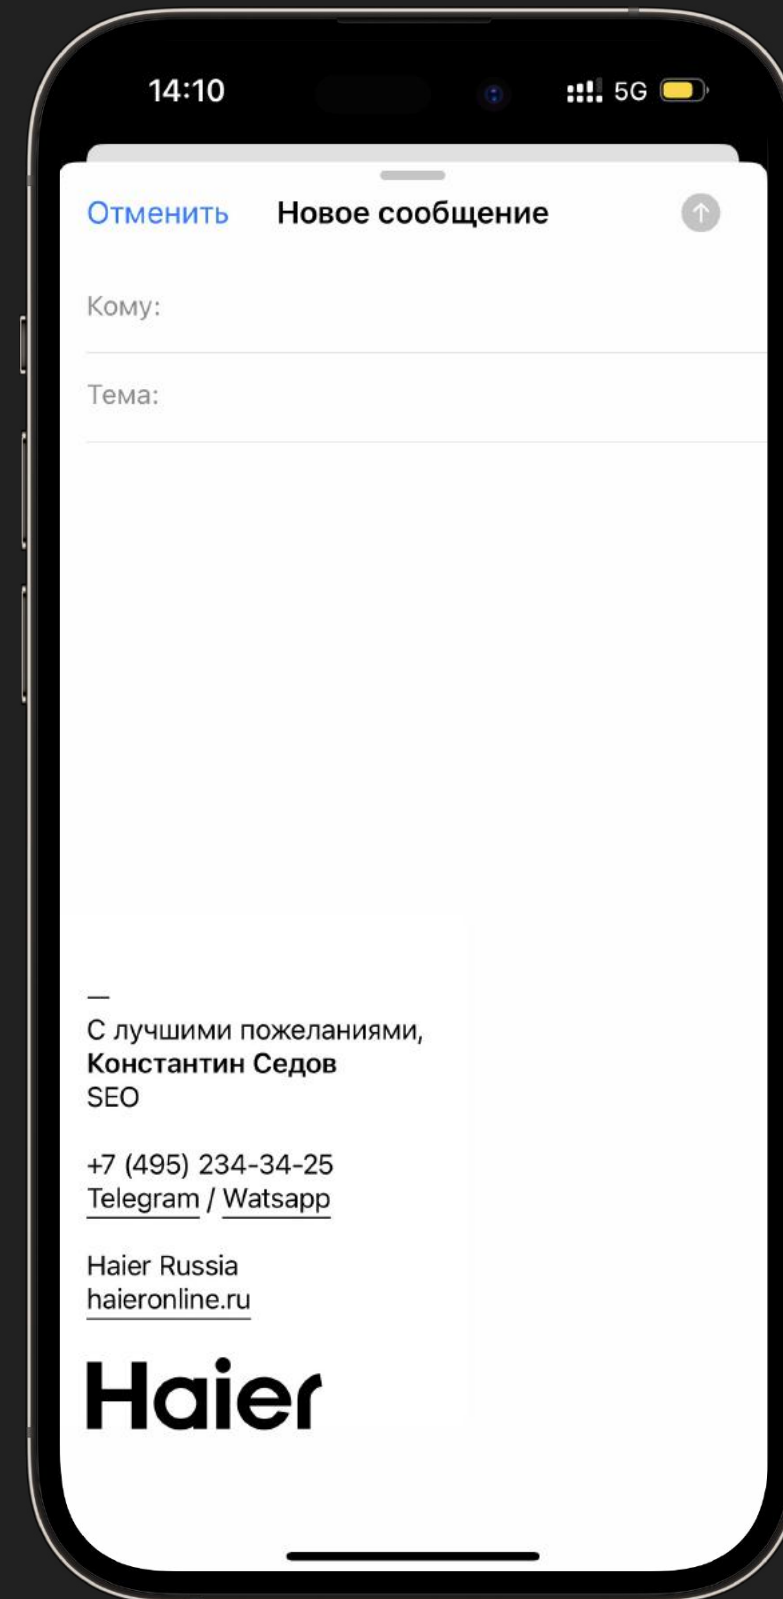 14:10
5G
Отменить
Новое сообщение
Кому:
Тема:
—
С лучшими пожеланиями,
Константин Седов
SEO
+7 (495) 234-34-25
Telegram / Watsapp
Haier Russia
haieronline.ru
Haier